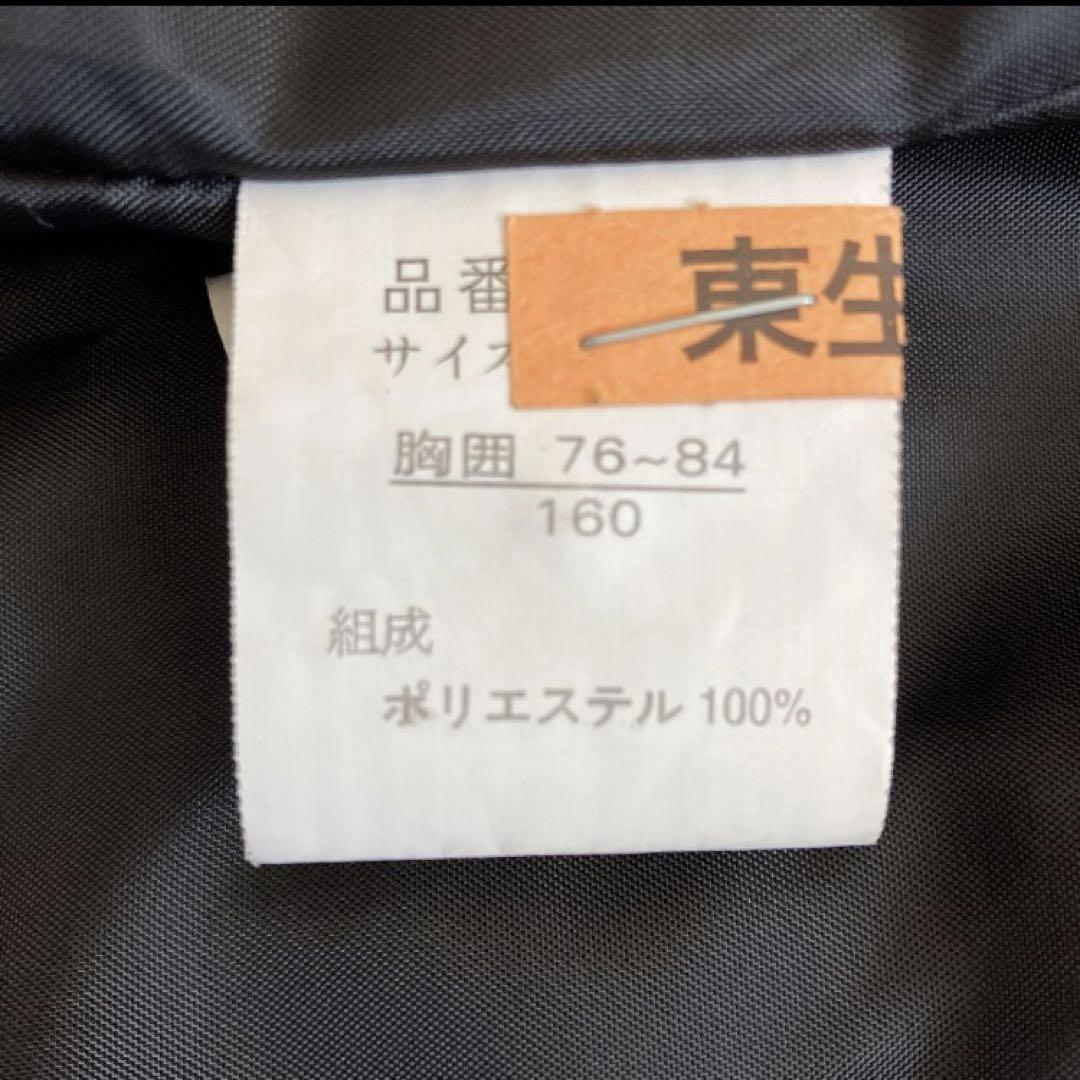 品番
東生
サイズ
胸囲 76~84
160
組成
ポリエステル 100%